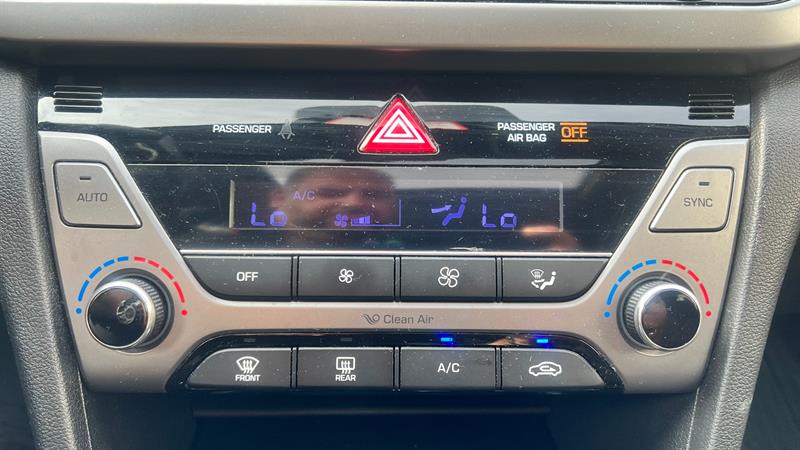 PASSENGER
PASSENGER AIR BAG OFF
AUTO
A/C
Lo
Lo
SYNC
OFF
Clean Air
FRONT
REAR
A/C